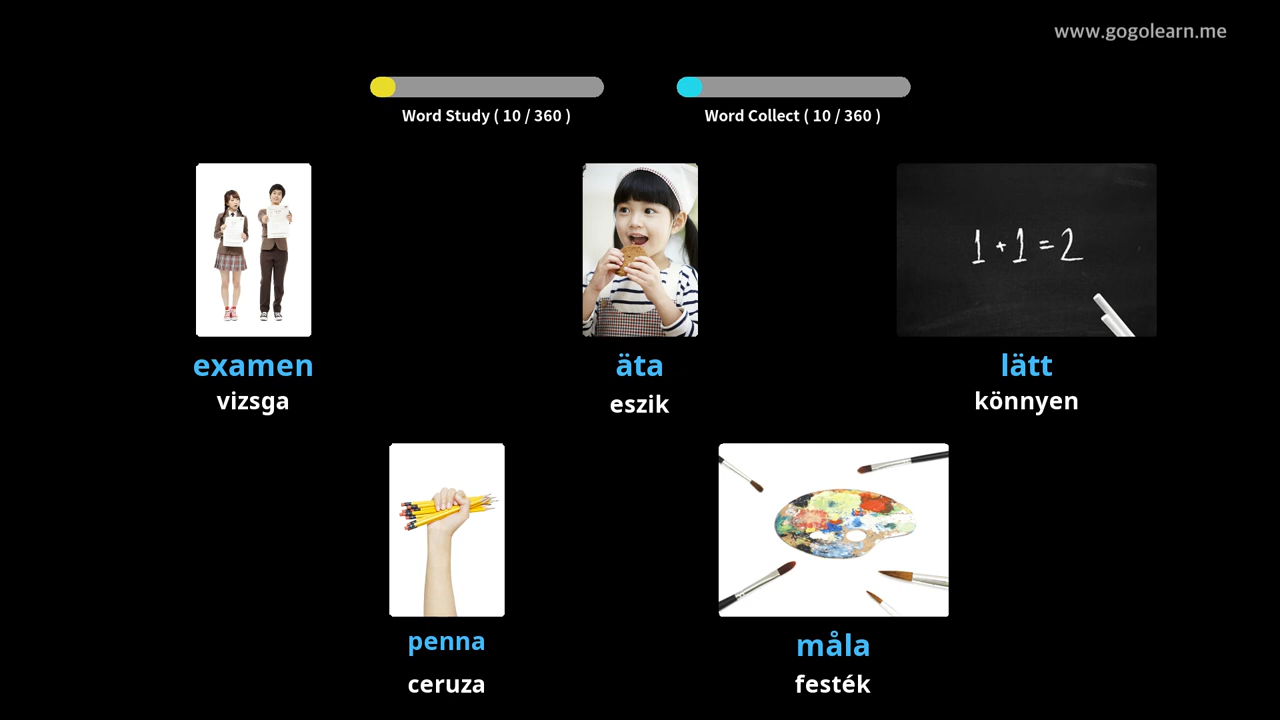 www.gogolearn.me
Word Study ( 10 / 360 )
Word Collect ( 10 / 360 )
1 + 1 = 2
examen
vizsga
äta
eszik
lätt
könnyen
penna
ceruza
måla
festék